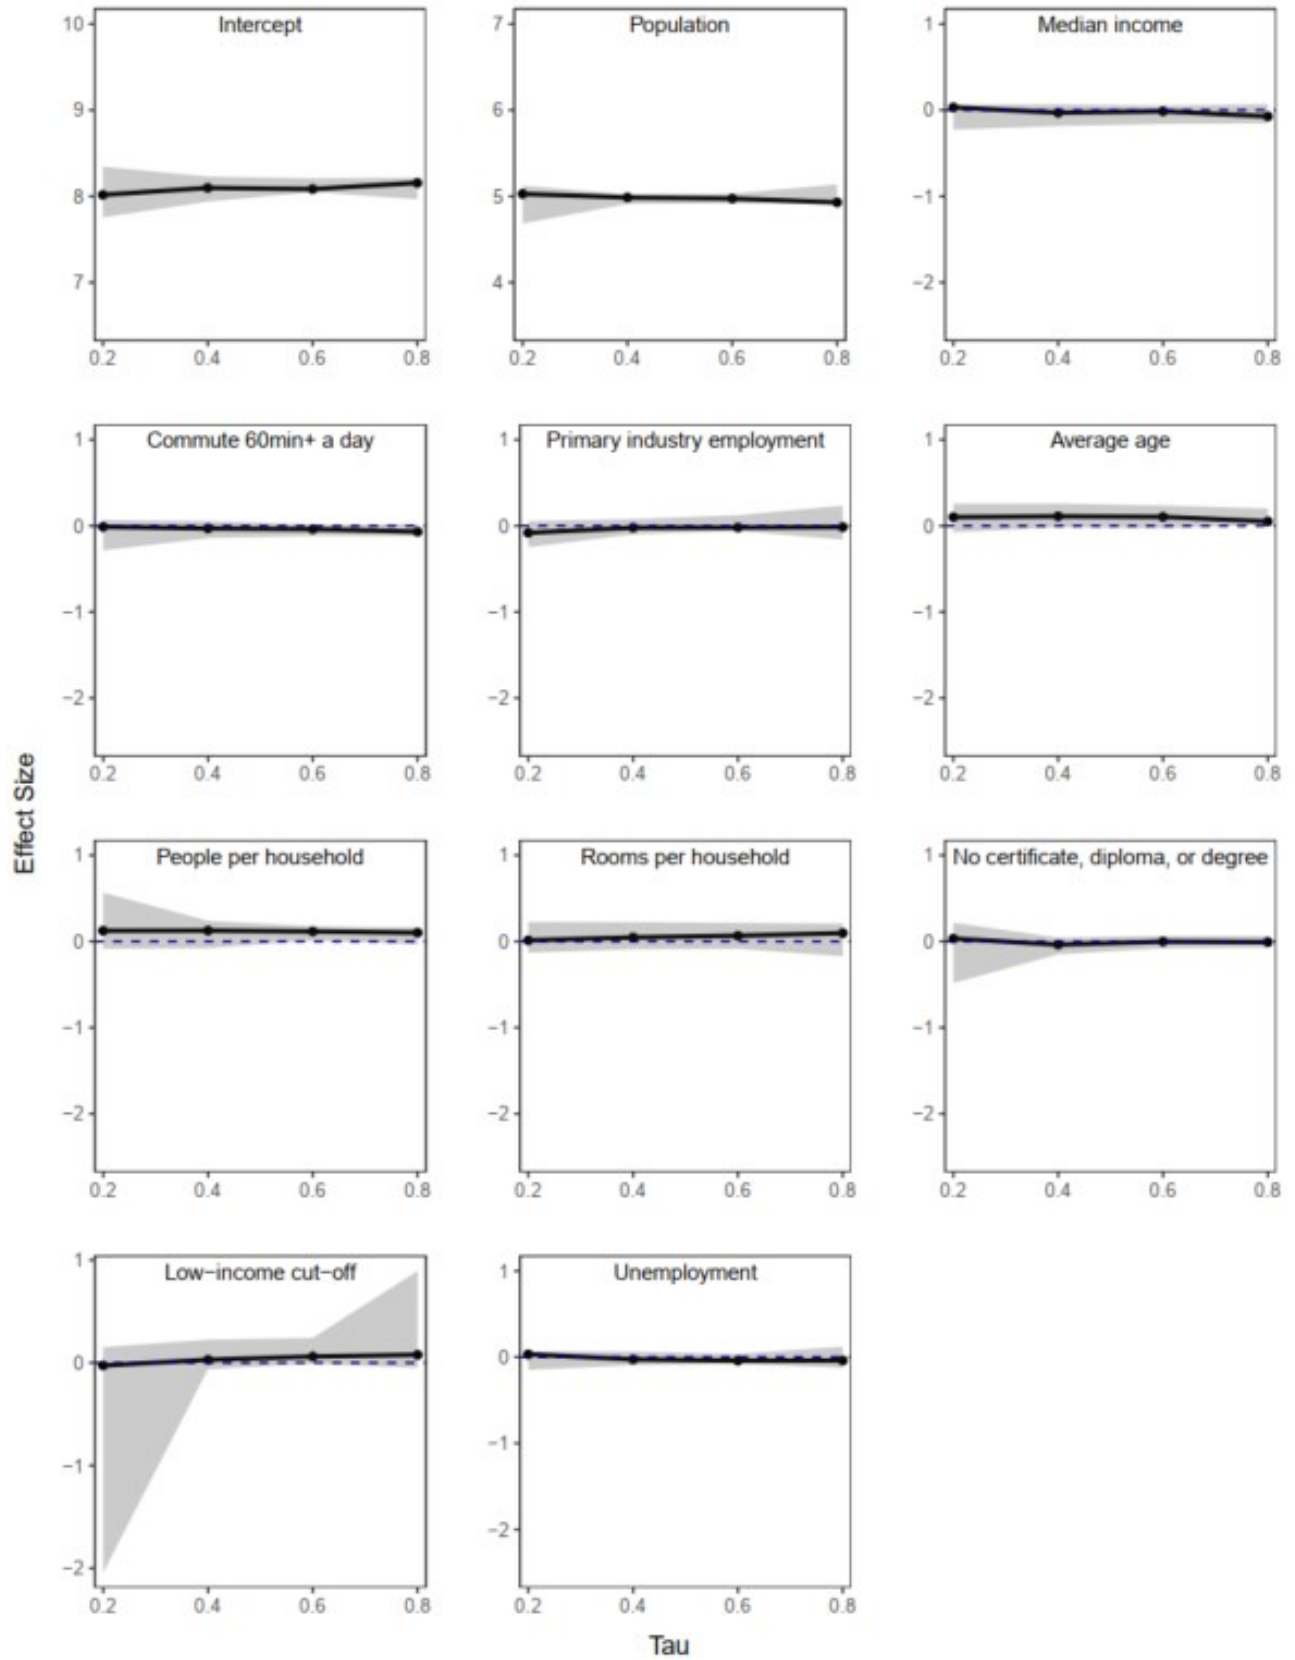 Intercept
10
9
8
7
0.2 0.4 0.6 0.8
Population
7
6
5
4
0.2 0.4 0.6 0.8
Median income
1
0
−1
−2
0.2 0.4 0.6 0.8
Commute 60min+ a day
1
0
−1
−2
0.2 0.4 0.6 0.8
Primary industry employment
1
0
−1
−2
0.2 0.4 0.6 0.8
Average age
1
0
−1
−2
0.2 0.4 0.6 0.8
Effect Size
People per household
1
0
−1
−2
0.2 0.4 0.6 0.8
Rooms per household
1
0
−1
−2
0.2 0.4 0.6 0.8
No certificate, diploma, or degree
1
0
−1
−2
0.2 0.4 0.6 0.8
Low−income cut−off
1
0
−1
−2
0.2 0.4 0.6 0.8
Unemployment
1
0
−1
−2
0.2 0.4 0.6 0.8
Tau